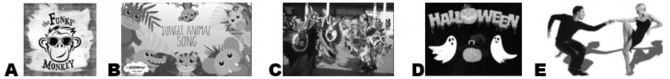 A
the FUNKY
MONKEY
B
JUNGLE ANIMAL
SONG
C
D
HALLOWEEN
E